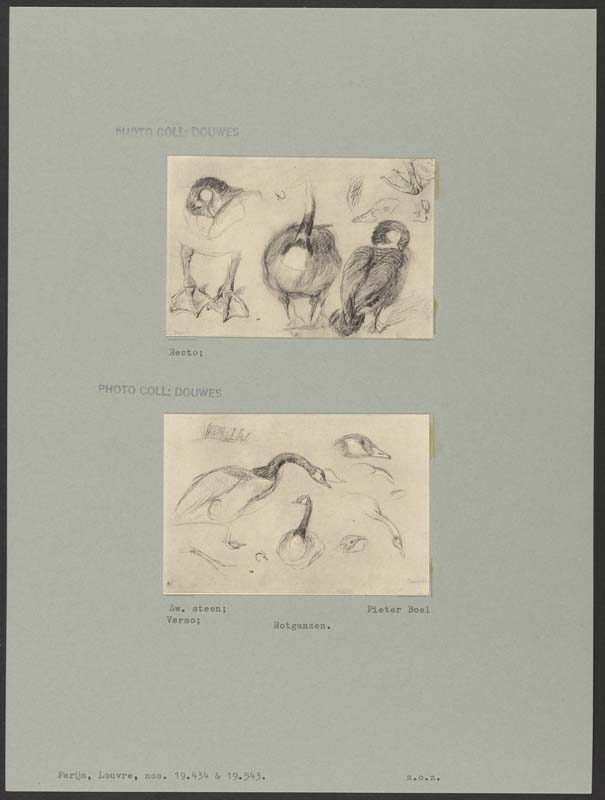 PHOTO COLL: DOUWES
Recto;
PHOTO COLL: DOUWES
Zw. steen;
Pieter Boel
Verso;
Rotganzen.
Parijs, Louvre, nos. 19.434 & 19.543.
z.o.z.